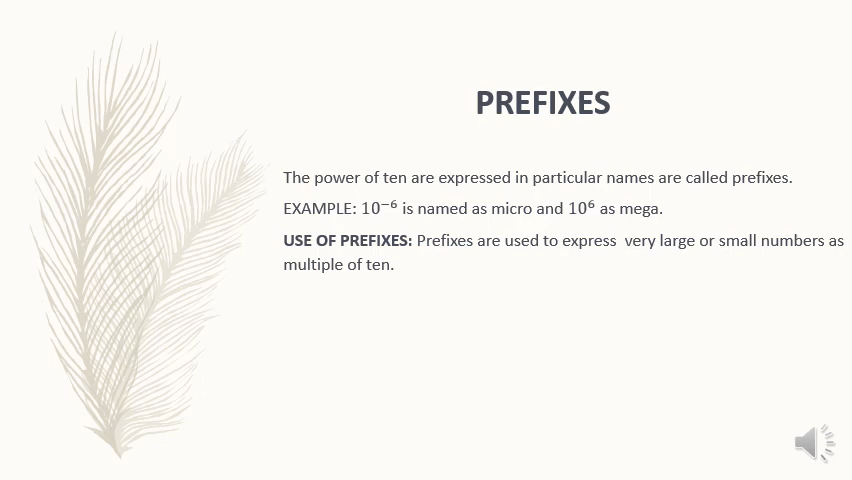 PREFIXES
The power of ten are expressed in particular names are called prefixes.
EXAMPLE: 10⁻⁶ is named as micro and 10⁶ as mega.
USE OF PREFIXES: Prefixes are used to express  very large or small numbers as
multiple of ten.